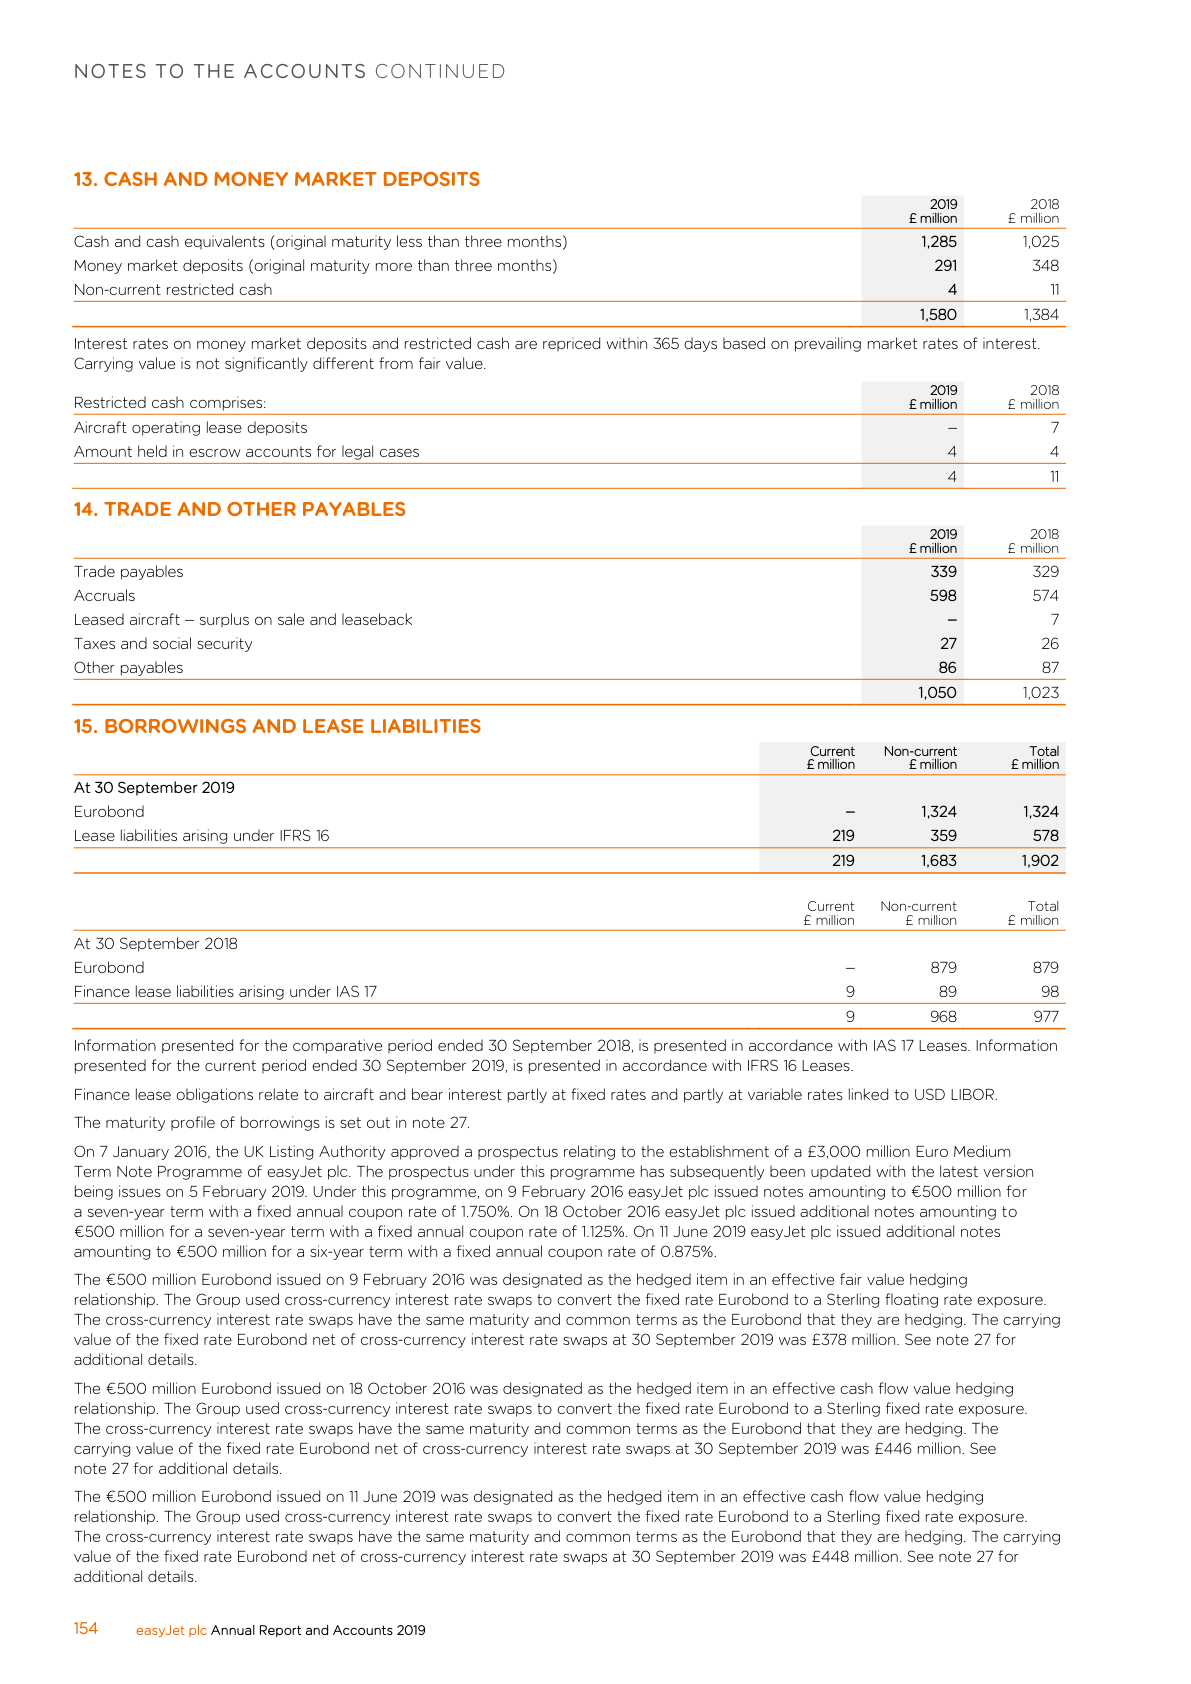 NOTES TO THE ACCOUNTS CONTINUED
13. CASH AND MONEY MARKET DEPOSITS
2019 2018
£ million £ million
Cash and cash equivalents (original maturity less than three months) 1,285 1,025
Money market deposits (original maturity more than three months) 291 348
Non-current restricted cash 4 11
1,580 1,384
Interest rates on money market deposits and restricted cash are repriced within 365 days based on prevailing market rates of interest.
Carrying value is not significantly different from fair value.
2019 2018
Restricted cash comprises: £ million £ million
Aircraft operating lease deposits – 7
Amount held in escrow accounts for legal cases 4 4
4 11
14. TRADE AND OTHER PAYABLES
2019 2018
£ million £ million
Trade payables 339 329
Accruals 598 574
Leased aircraft – surplus on sale and leaseback – 7
Taxes and social security 27 26
Other payables 86 87
1,050 1,023
15. BORROWINGS AND LEASE LIABILITIES
Current Non-current Total
£ million £ million £ million
At 30 September 2019
Eurobond – 1,324 1,324
Lease liabilities arising under IFRS 16 219 359 578
219 1,683 1,902
Current Non-current Total
£ million £ million £ million
At 30 September 2018
Eurobond – 879 879
Finance lease liabilities arising under IAS 17 9 89 98
9 968 977
Information presented for the comparative period ended 30 September 2018, is presented in accordance with IAS 17 Leases. Information
presented for the current period ended 30 September 2019, is presented in accordance with IFRS 16 Leases.
Finance lease obligations relate to aircraft and bear interest partly at fixed rates and partly at variable rates linked to USD LIBOR.
The maturity profile of borrowings is set out in note 27.
On 7 January 2016, the UK Listing Authority approved a prospectus relating to the establishment of a £3,000 million Euro Medium
Term Note Programme of easyJet plc. The prospectus under this programme has subsequently been updated with the latest version
being issues on 5 February 2019. Under this programme, on 9 February 2016 easyJet plc issued notes amounting to €500 million for
a seven-year term with a fixed annual coupon rate of 1.750%. On 18 October 2016 easyJet plc issued additional notes amounting to
€500 million for a seven-year term with a fixed annual coupon rate of 1.125%. On 11 June 2019 easyJet plc issued additional notes
amounting to €500 million for a six-year term with a fixed annual coupon rate of 0.875%.
The €500 million Eurobond issued on 9 February 2016 was designated as the hedged item in an effective fair value hedging
relationship. The Group used cross-currency interest rate swaps to convert the fixed rate Eurobond to a Sterling floating rate exposure.
The cross-currency interest rate swaps have the same maturity and common terms as the Eurobond that they are hedging. The carrying
value of the fixed rate Eurobond net of cross-currency interest rate swaps at 30 September 2019 was £378 million. See note 27 for
additional details.
The €500 million Eurobond issued on 18 October 2016 was designated as the hedged item in an effective cash flow value hedging
relationship. The Group used cross-currency interest rate swaps to convert the fixed rate Eurobond to a Sterling fixed rate exposure.
The cross-currency interest rate swaps have the same maturity and common terms as the Eurobond that they are hedging. The
carrying value of the fixed rate Eurobond net of cross-currency interest rate swaps at 30 September 2019 was £446 million. See
note 27 for additional details.
The €500 million Eurobond issued on 11 June 2019 was designated as the hedged item in an effective cash flow value hedging
relationship. The Group used cross-currency interest rate swaps to convert the fixed rate Eurobond to a Sterling fixed rate exposure.
The cross-currency interest rate swaps have the same maturity and common terms as the Eurobond that they are hedging. The carrying
value of the fixed rate Eurobond net of cross-currency interest rate swaps at 30 September 2019 was £448 million. See note 27 for
additional details.
154 easyJet plc Annual Report and Accounts 2019